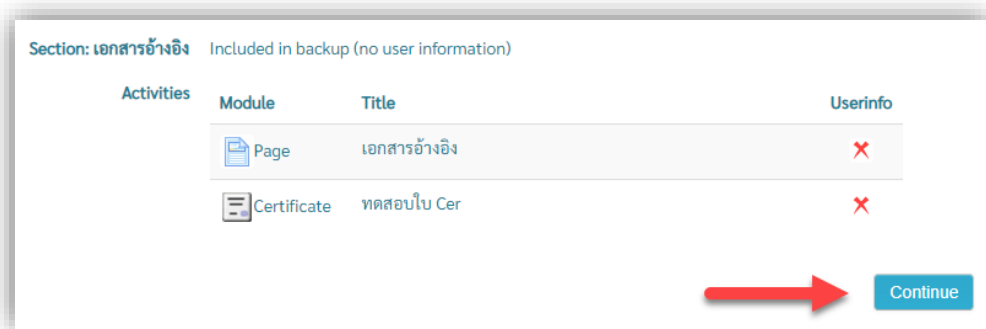 Section: เอกสารอ้างอิง Included in backup (no user information)
Activities
Module Title Userinfo
Page เอกสารอ้างอิง
Certificate ทดสอบใบ Cer
Continue